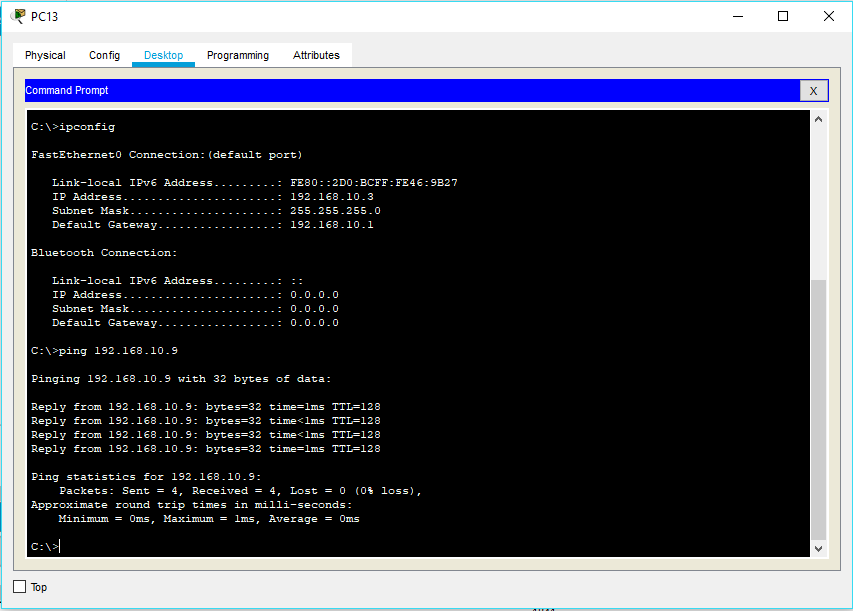 PC13
Physical Config Desktop Programming Attributes
Command Prompt X
C:\>ipconfig
FastEthernet0 Connection:(default port)
Link-local IPv6 Address.........: FE80::2D0:BCFF:FE46:9B27
IP Address......................: 192.168.10.3
Subnet Mask.....................: 255.255.255.0
Default Gateway.................: 192.168.10.1
Bluetooth Connection:
Link-local IPv6 Address.........: ::
IP Address......................: 0.0.0.0
Subnet Mask.....................: 0.0.0.0
Default Gateway.................: 0.0.0.0
C:\>ping 192.168.10.9
Pinging 192.168.10.9 with 32 bytes of data:
Reply from 192.168.10.9: bytes=32 time=1ms TTL=128
Reply from 192.168.10.9: bytes=32 time<1ms TTL=128
Reply from 192.168.10.9: bytes=32 time<1ms TTL=128
Reply from 192.168.10.9: bytes=32 time=1ms TTL=128
Ping statistics for 192.168.10.9:
Packets: Sent = 4, Received = 4, Lost = 0 (0% loss),
Approximate round trip times in milli-seconds:
Minimum = 0ms, Maximum = 1ms, Average = 0ms
C:\>
Top